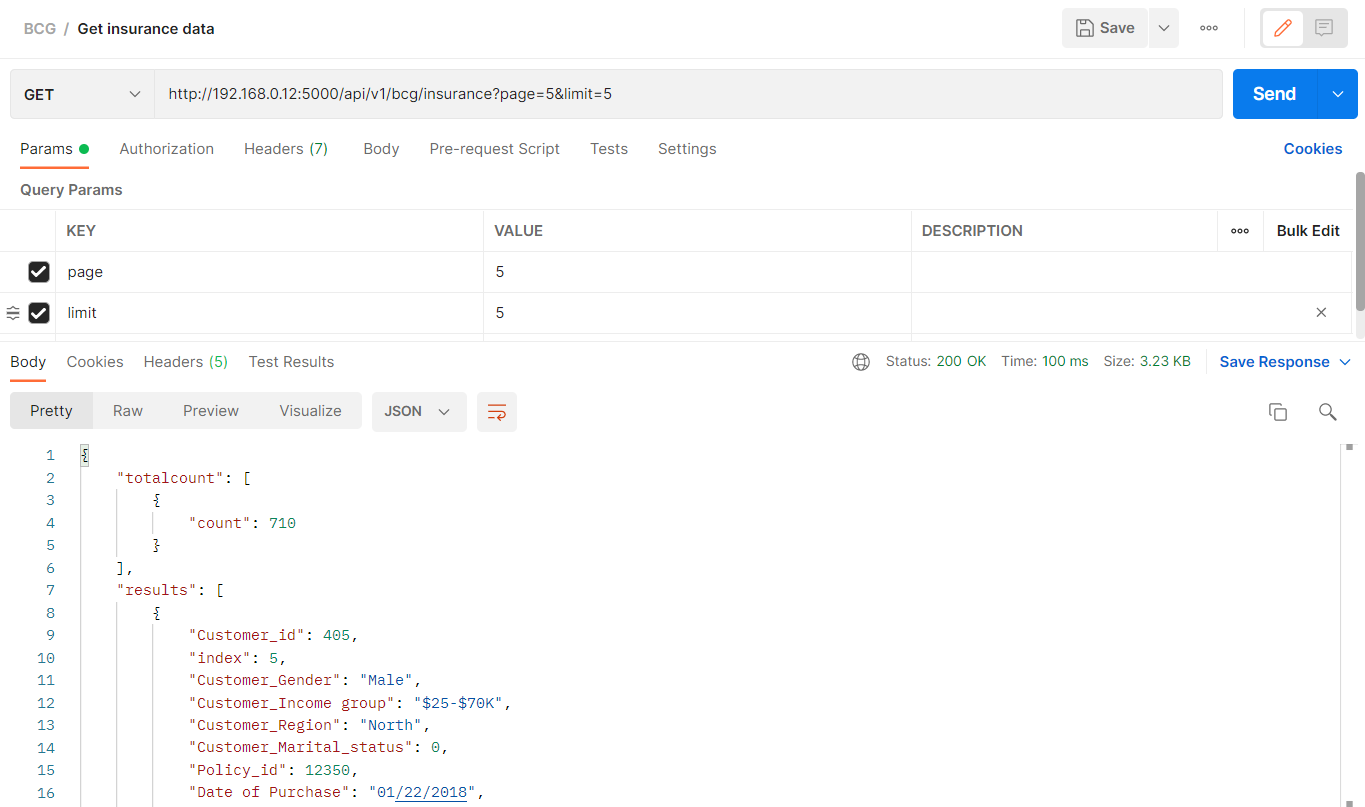 BCG / Get insurance data
Save
GET
http://192.168.0.12:5000/api/v1/bcg/insurance?page=5&limit=5
Send
Params Authorization Headers (7) Body Pre-request Script Tests Settings Cookies
Query Params
KEY VALUE DESCRIPTION Bulk Edit
page 5
limit 5
Body Cookies Headers (5) Test Results Status: 200 OK Time: 100 ms Size: 3.23 KB Save Response
Pretty Raw Preview Visualize JSON
1 {
2 "totalcount": [
3 {
4 "count": 710
5 }
6 ],
7 "results": [
8 {
9 "Customer_id": 405,
10 "index": 5,
11 "Customer_Gender": "Male",
12 "Customer_Income group": "$25-$70K",
13 "Customer_Region": "North",
14 "Customer_Marital_status": 0,
15 "Policy_id": 12350,
16 "Date of Purchase": "01/22/2018",